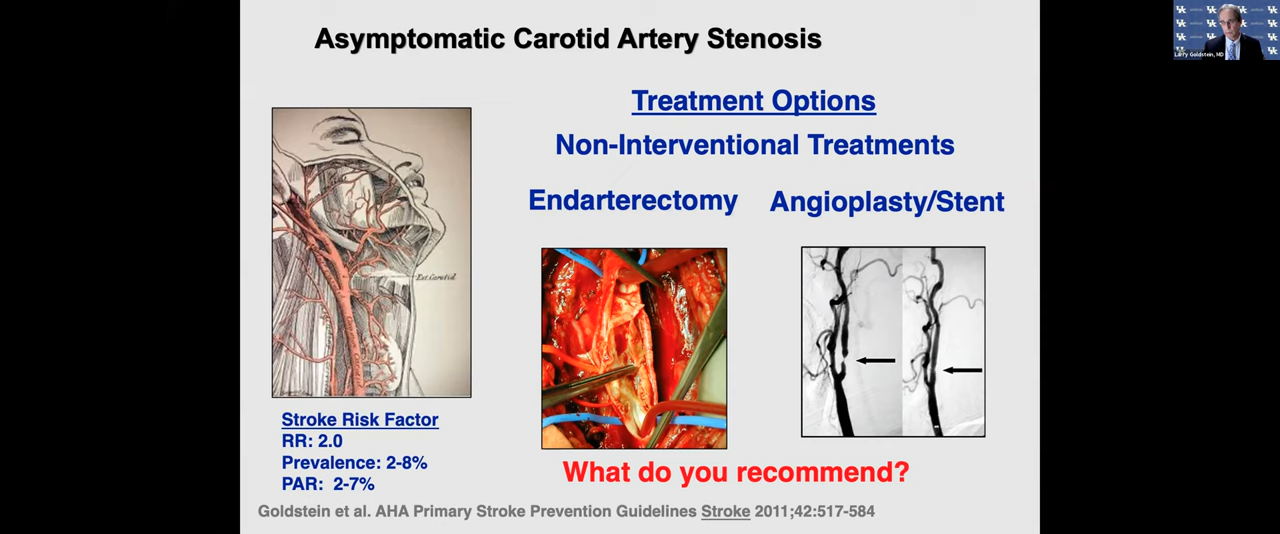 Asymptomatic Carotid Artery Stenosis
Treatment Options
Non-Interventional Treatments
Endarterectomy
Angioplasty/Stent
Ext. Carotid
Stroke Risk Factor
RR: 2.0
Prevalence: 2-8%
PAR: 2-7%
What do you recommend?
Goldstein et al. AHA Primary Stroke Prevention Guidelines Stroke 2011;42:517-584
Larry Goldstein, MD